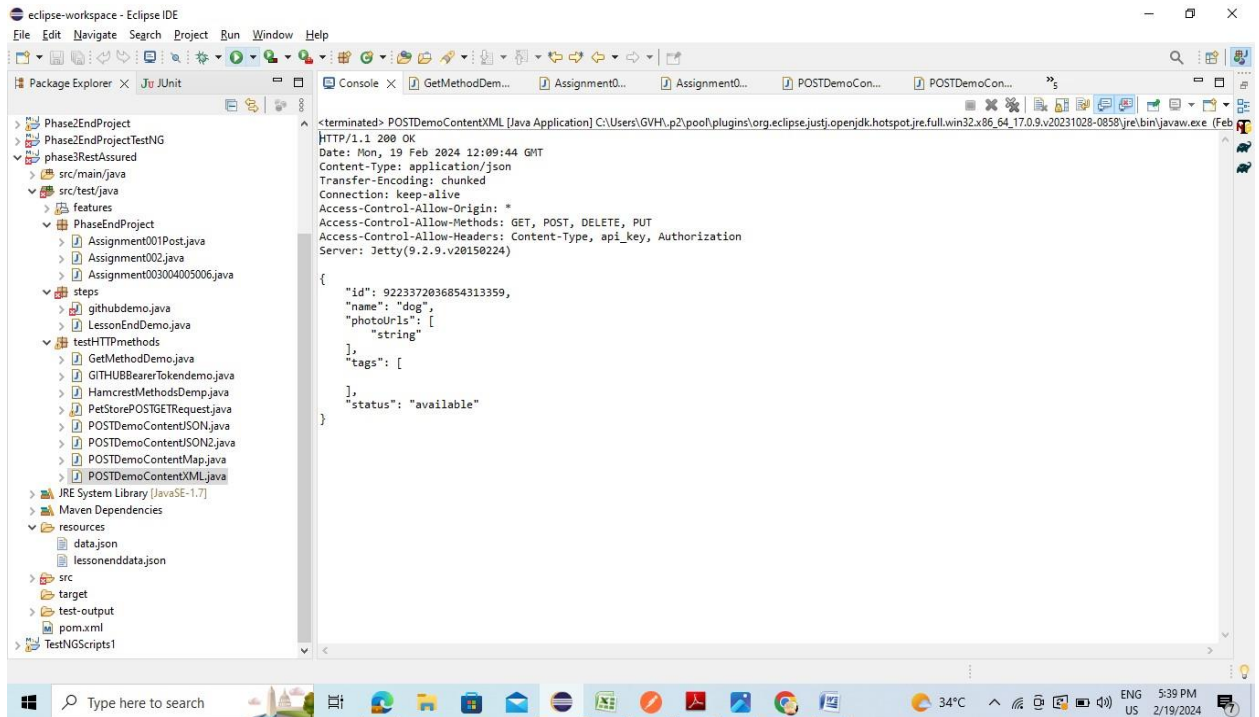 eclipse-workspace - Eclipse IDE
File Edit Navigate Search Project Run Window Help
Package Explorer
JUnit
Console
GetMethodDem...
Assignment0...
Assignment0...
POSTDemoCon...
POSTDemoCon...
5
Phase2EndProject
Phase2EndProjectTestNG
phase3RestAssured
src/main/java
src/test/java
features
PhaseEndProject
Assignment001Post.java
Assignment002.java
Assignment003004005006.java
steps
githubdemo.java
LessonEndDemo.java
testHTTPmethods
GetMethodDemo.java
GITHUBBearerTokendemo.java
HamcrestMethodsDemp.java
PetStorePOSTGETRequest.java
POSTDemoContentJSON.java
POSTDemoContentJSON2.java
POSTDemoContentMap.java
POSTDemoContentXML.java
JRE System Library [JavaSE-1.7]
Maven Dependencies
resources
data.json
lessonenddata.json
src
target
test-output
pom.xml
TestNGScripts1
<terminated> POSTDemoContentXML [Java Application] C:\Users\GVH\.p2\pool\plugins\org.eclipse.justj.openjdk.hotspot.jre.full.win32.x86_64_17.0.9.v20231028-0858\jre\bin\javaw.exe (Feb
HTTP/1.1 200 OK
Date: Mon, 19 Feb 2024 12:09:44 GMT
Content-Type: application/json
Transfer-Encoding: chunked
Connection: keep-alive
Access-Control-Allow-Origin: *
Access-Control-Allow-Methods: GET, POST, DELETE, PUT
Access-Control-Allow-Headers: Content-Type, api_key, Authorization
Server: Jetty(9.2.9.v20150224)
{
"id": 9223372036854313359,
"name": "dog",
"photoUrls": [
"string"
],
"tags": [
],
"status": "available"
}
Type here to search
34°C
ENG
US
5:39 PM
2/19/2024
7